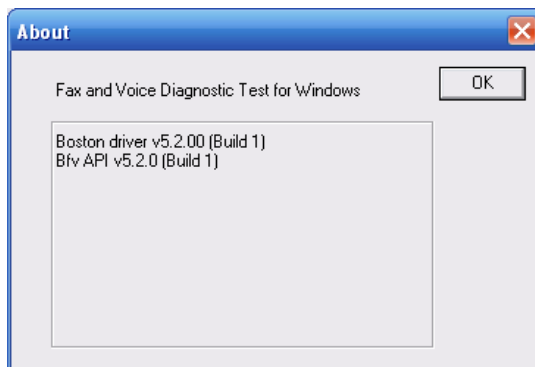 About
Fax and Voice Diagnostic Test for Windows
OK
Boston driver v5.2.00 (Build 1)
Bfv API v5.2.0 (Build 1)